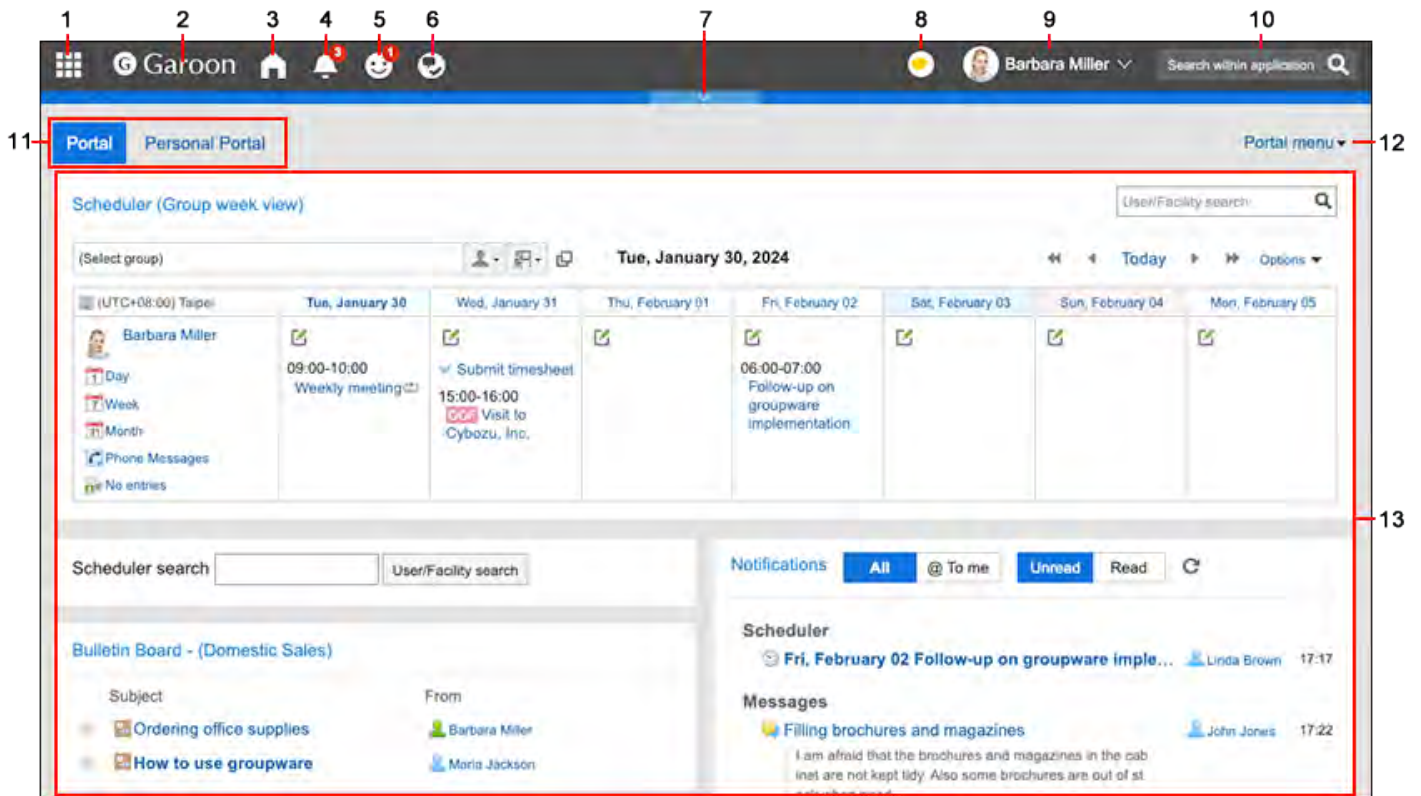 1 2 3 4 5 6 7 8 9 10
G Garoon 3 1 Barbara Miller Search within application
11 Portal Personal Portal Portal menu 12
Scheduler (Group week view) User/Facility search
(Select group) Tue, January 30, 2024 Today Options
(UTC+08:00) Taipei Tue, January 30 Wed, January 31 Thu, February 01 Fri, February 02 Sat, February 03 Sun, February 04 Mon, February 05
Barbara Miller
09:00-10:00 Submit timesheet 06:00-07:00
1 Day Weekly meeting 15:00-16:00 Follow-up on
7 Week Visit to groupware
31 Month Cybozu, Inc. implementation
Phone Messages
No entries
13
Scheduler search User/Facility search Notifications All @ To me Unread Read
Scheduler
Bulletin Board - (Domestic Sales) Fri, February 02 Follow-up on groupware imple... Linda Brown 17:17
Subject From Messages
Ordering office supplies Barbara Miller Filling brochures and magazines John Jones 17:22
How to use groupware Maria Jackson I am afraid that the brochures and magazines in the cab
inet are not kept tidy. Also some brochures are out of st